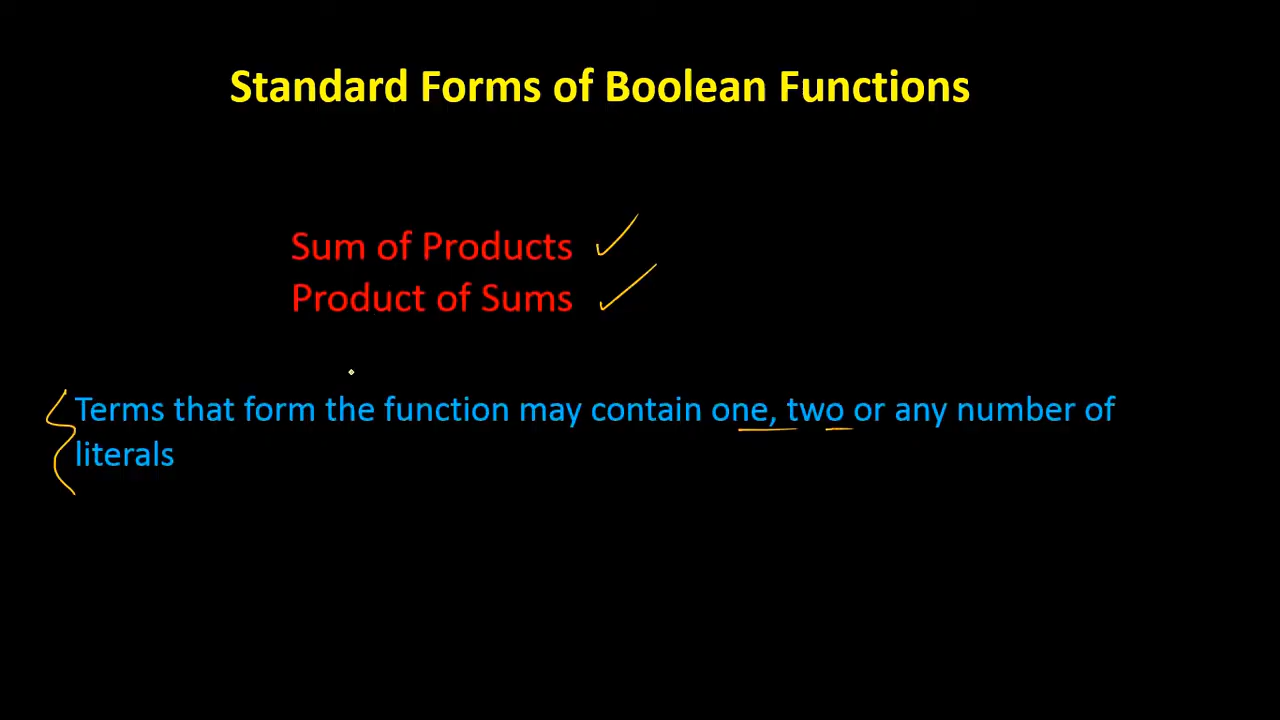 Standard Forms of Boolean Functions
Sum of Products
Product of Sums
Terms that form the function may contain one, two or any number of
literals